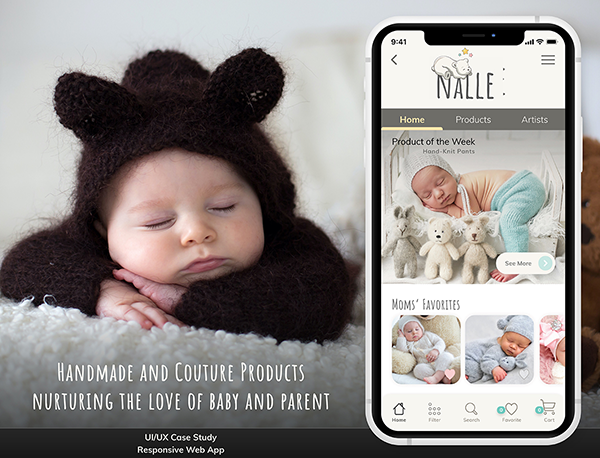 9:41
NALLE
Home Products Artists
Product of the Week
Hand-Knit Pants
See More
Moms' Favorites
Home Filter Search 0 Favorite 0 Cart
Handmade and Couture Products
nurturing the love of baby and parent
UI/UX Case Study
Responsive Web App